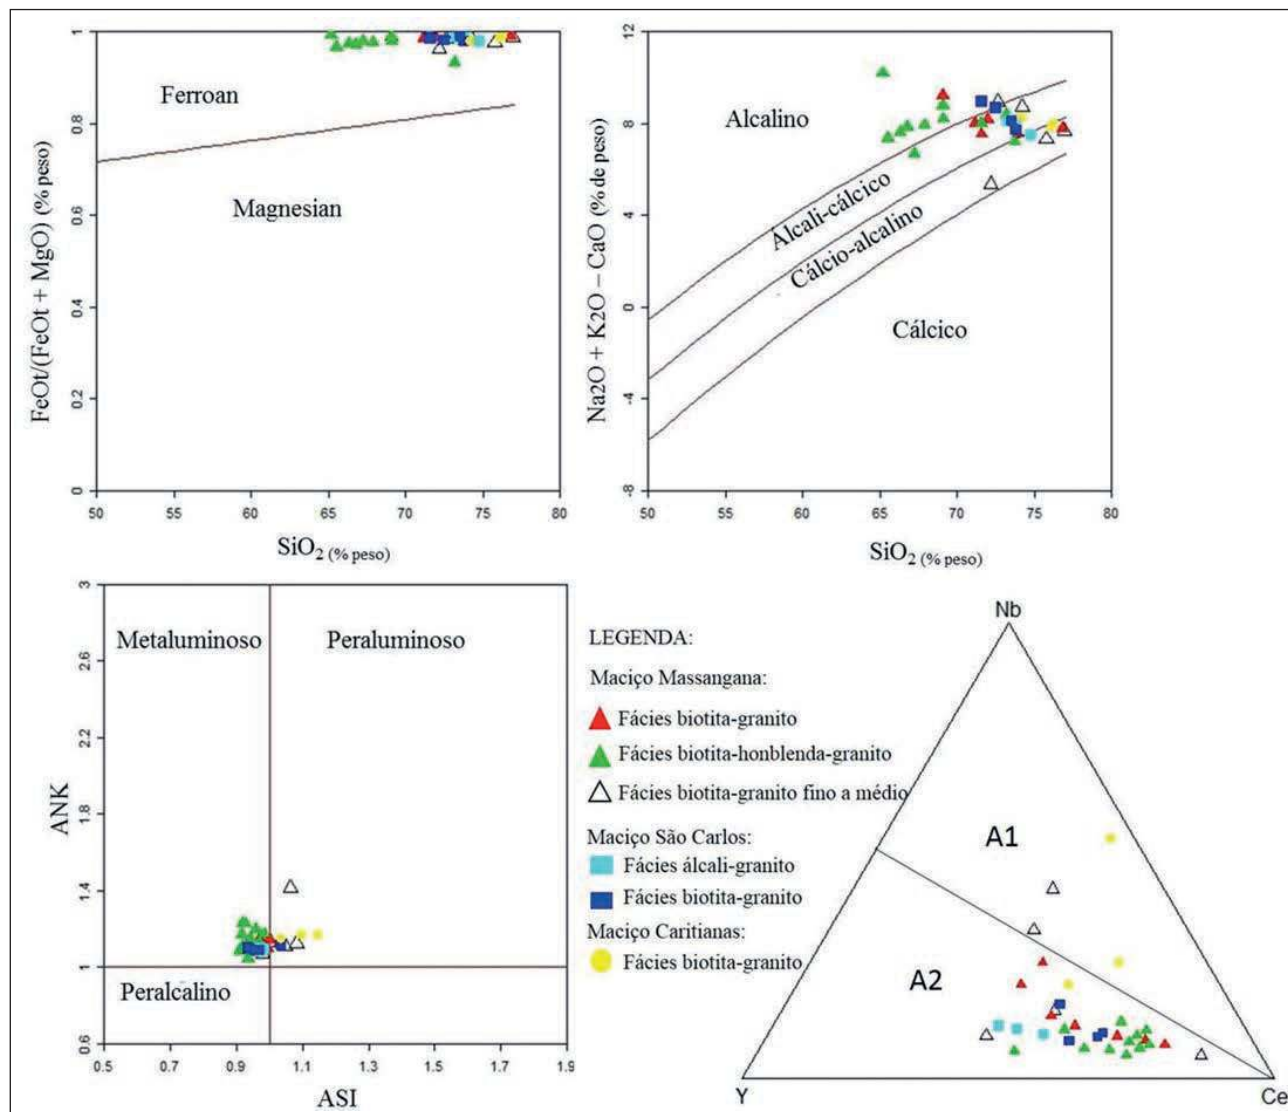 FeOt/(FeOt + MgO) (% peso)
1
0.8
0.6
0.4
0.2
0
Ferroan
Magnesian
50 55 60 65 70 75 80
SiO2 (% peso)
Na2O + K2O – CaO (% de peso)
12
8
4
0
-4
-8
Alcalino
Alcali-cálcico
Cálcio-alcalino
Cálcico
50 55 60 65 70 75 80
SiO2 (% peso)
ANK
3
2.6
2.2
1.8
1.4
1
0.6
Metaluminoso
Peraluminoso
Peralcalino
0.5 0.7 0.9 1.1 1.3 1.5 1.7 1.9
ASI
LEGENDA:
Maciço Massangana:
Fácies biotita-granito
Fácies biotita-honblenda-granito
Fácies biotita-granito fino a médio
Maciço São Carlos:
Fácies álcali-granito
Fácies biotita-granito
Maciço Caritianas:
Fácies biotita-granito
Nb
A1
A2
Y
Ce